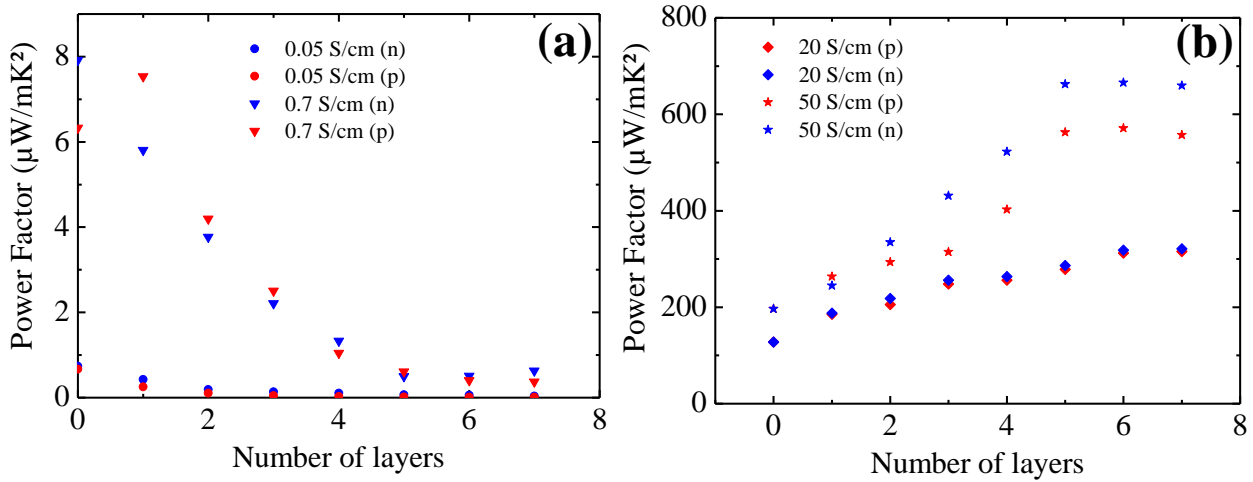 (a)
0.05 S/cm (n)
0.05 S/cm (p)
0.7 S/cm (n)
0.7 S/cm (p)
Power Factor (µW/mK²)
8
6
4
2
0
0 2 4 6 8
Number of layers
(b)
20 S/cm (p)
20 S/cm (n)
50 S/cm (p)
50 S/cm (n)
Power Factor (µW/mK²)
800
600
400
200
0
0 2 4 6 8
Number of layers